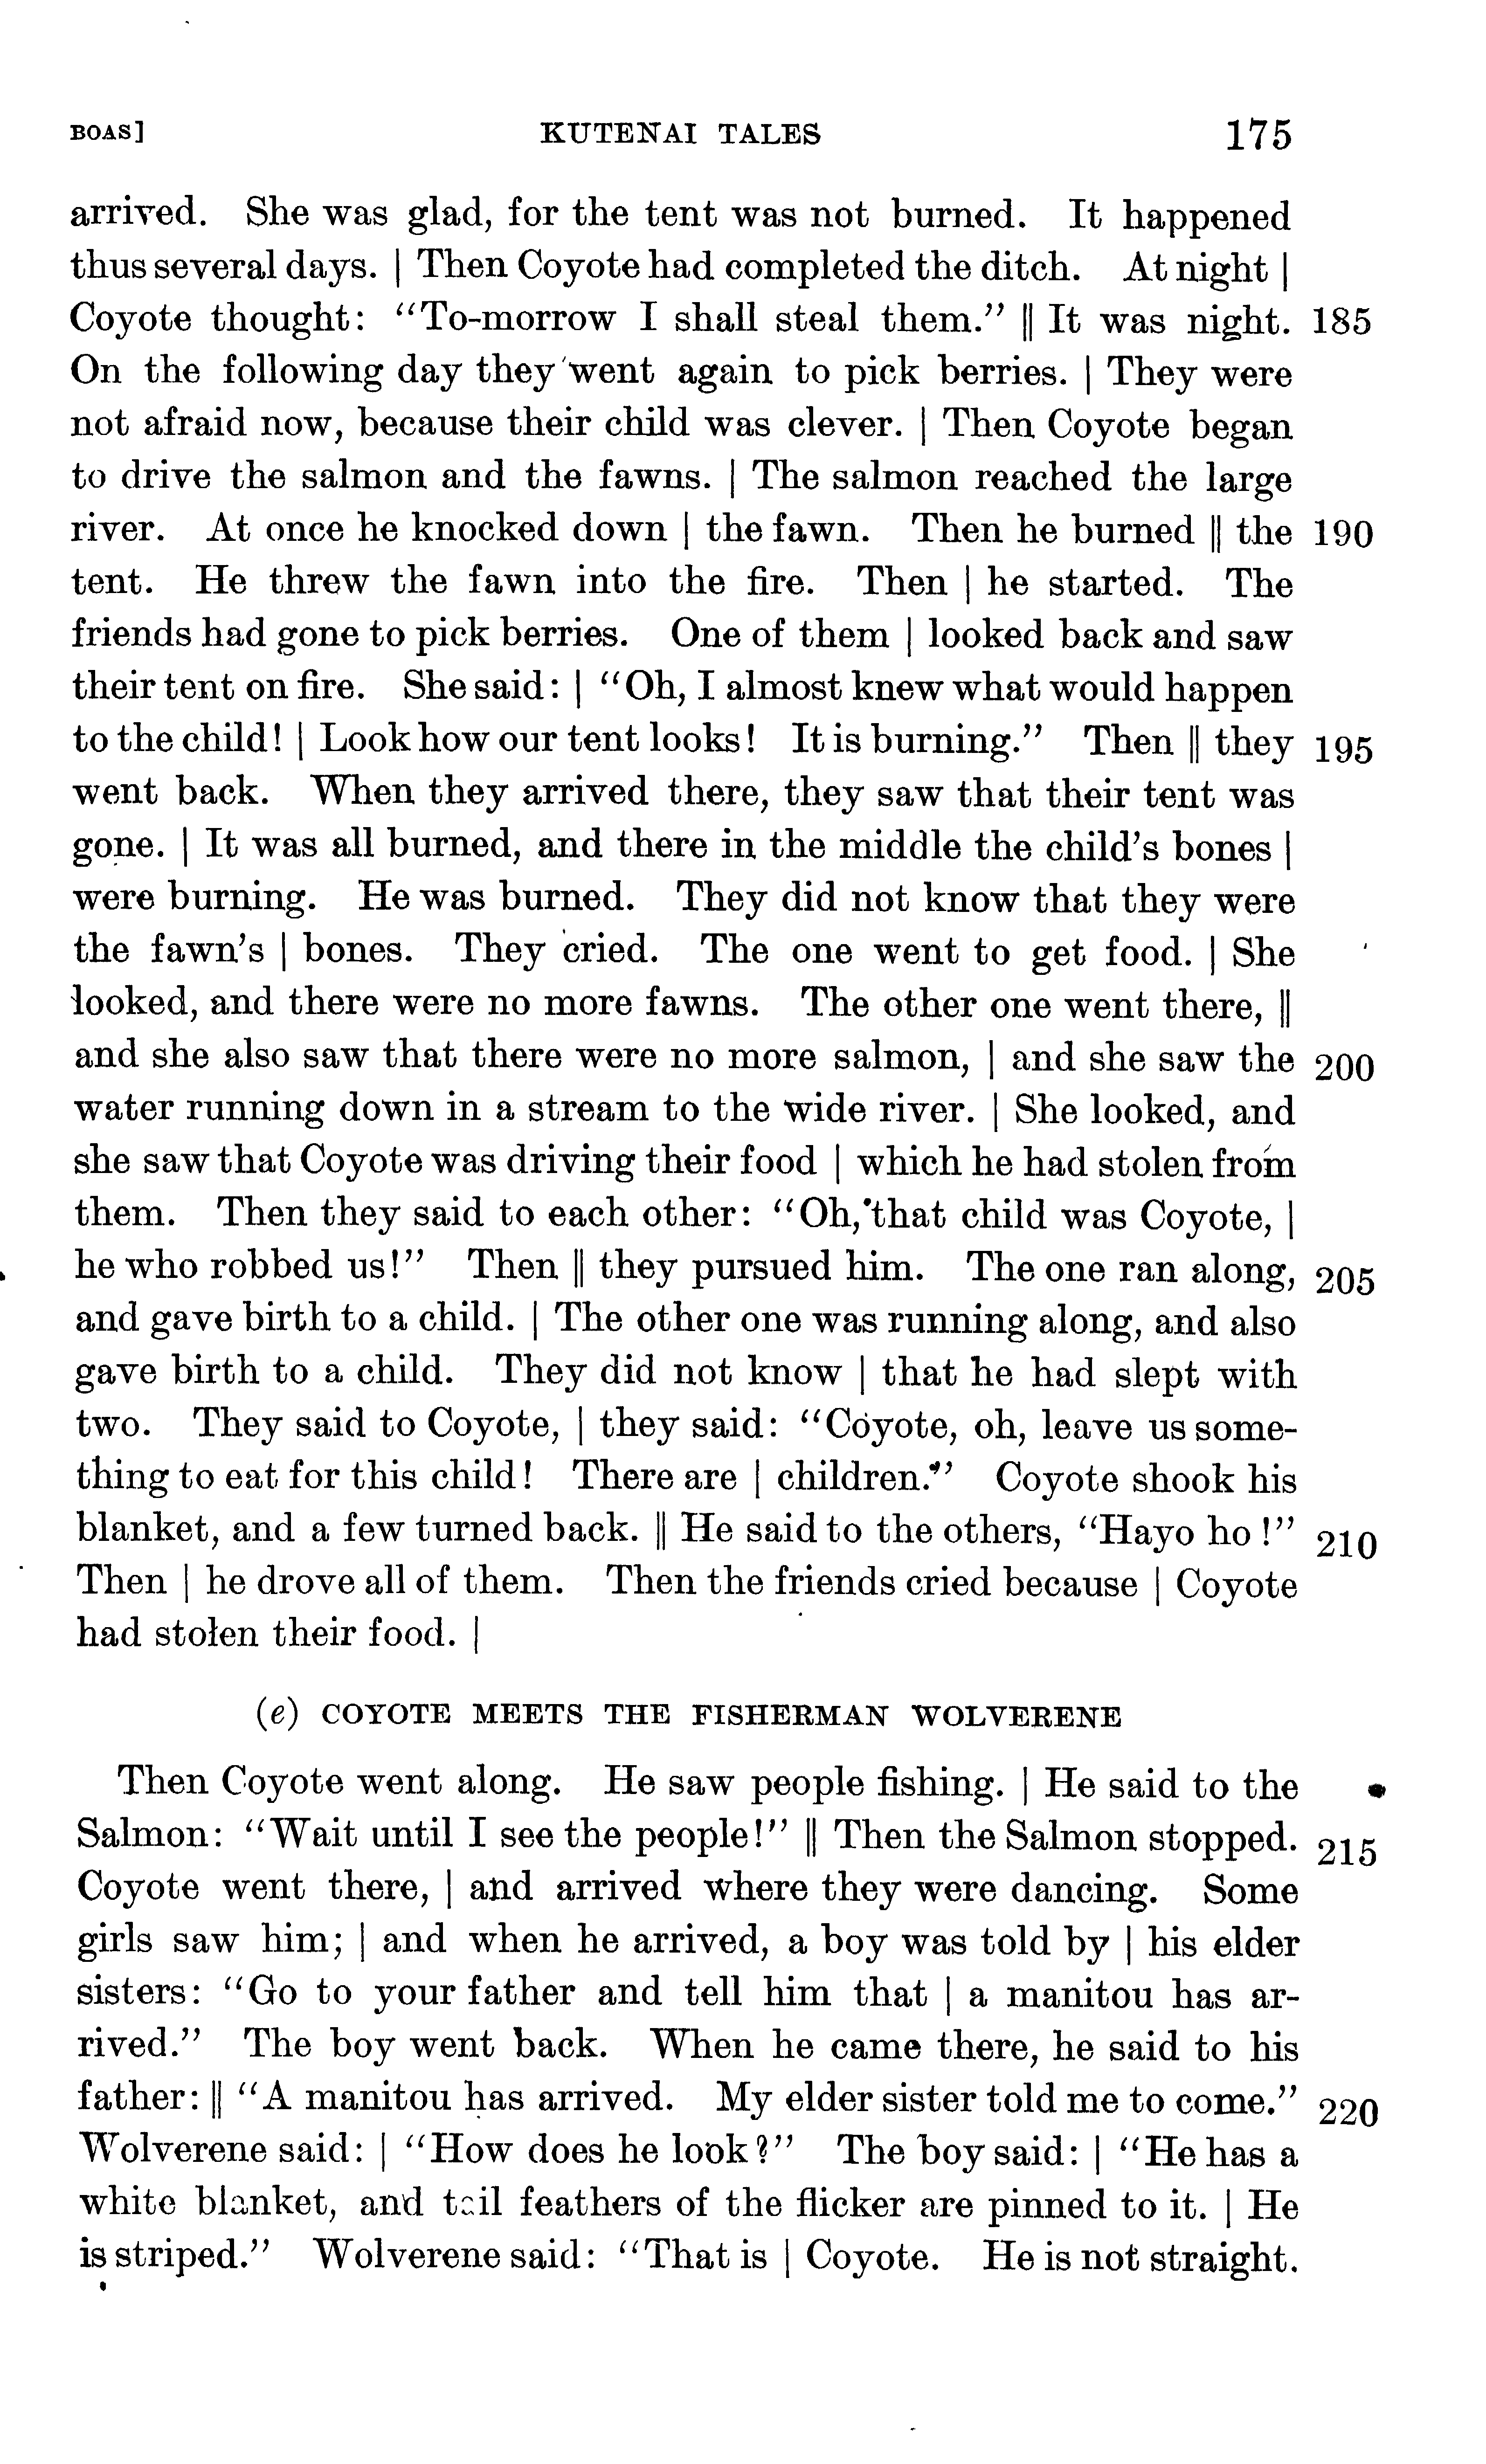 BOAS] KUTENAI TALES 175
arrived. She was glad, for the tent was not burned. It happened
thus several days. | Then Coyote had completed the ditch. At night |
Coyote thought: “To-morrow I shall steal them.” || It was night. 185
On the following day they went again to pick berries. | They were
not afraid now, because their child was clever. | Then Coyote began
to drive the salmon and the fawns. | The salmon reached the large
river. At once he knocked down | the fawn. Then he burned || the 190
tent. He threw the fawn into the fire. Then | he started. The
friends had gone to pick berries. One of them | looked back and saw
their tent on fire. She said: | “Oh, I almost knew what would happen
to the child! | Look how our tent looks! It is burning.” Then || they 195
went back. When they arrived there, they saw that their tent was
gone. | It was all burned, and there in the middle the child’s bones |
were burning. He was burned. They did not know that they were
the fawn’s | bones. They cried. The one went to get food. | She
looked, and there were no more fawns. The other one went there, ||
and she also saw that there were no more salmon, | and she saw the 200
water running down in a stream to the wide river. | She looked, and
she saw that Coyote was driving their food | which he had stolen from
them. Then they said to each other: “Oh, that child was Coyote, |
he who robbed us!” Then || they pursued him. The one ran along, 205
and gave birth to a child. | The other one was running along, and also
gave birth to a child. They did not know | that he had slept with
two. They said to Coyote, | they said: “Coyote, oh, leave us some-
thing to eat for this child! There are | children.” Coyote shook his
blanket, and a few turned back. || He said to the others, “Hayo ho!” 210
Then | he drove all of them. Then the friends cried because | Coyote
had stolen their food. |
(e) COYOTE MEETS THE FISHERMAN WOLVERENE
Then Coyote went along. He saw people fishing. | He said to the
Salmon: “Wait until I see the people!” || Then the Salmon stopped. 215
Coyote went there, | and arrived where they were dancing. Some
girls saw him; | and when he arrived, a boy was told by | his elder
sisters: “Go to your father and tell him that | a manitou has ar-
rived.” The boy went back. When he came there, he said to his
father: || “A manitou has arrived. My elder sister told me to come.” 220
Wolverene said: | “How does he look?” The boy said: | “He has a
white blanket, and tail feathers of the flicker are pinned to it. | He
is striped.” Wolverene said: “That is | Coyote. He is not straight.